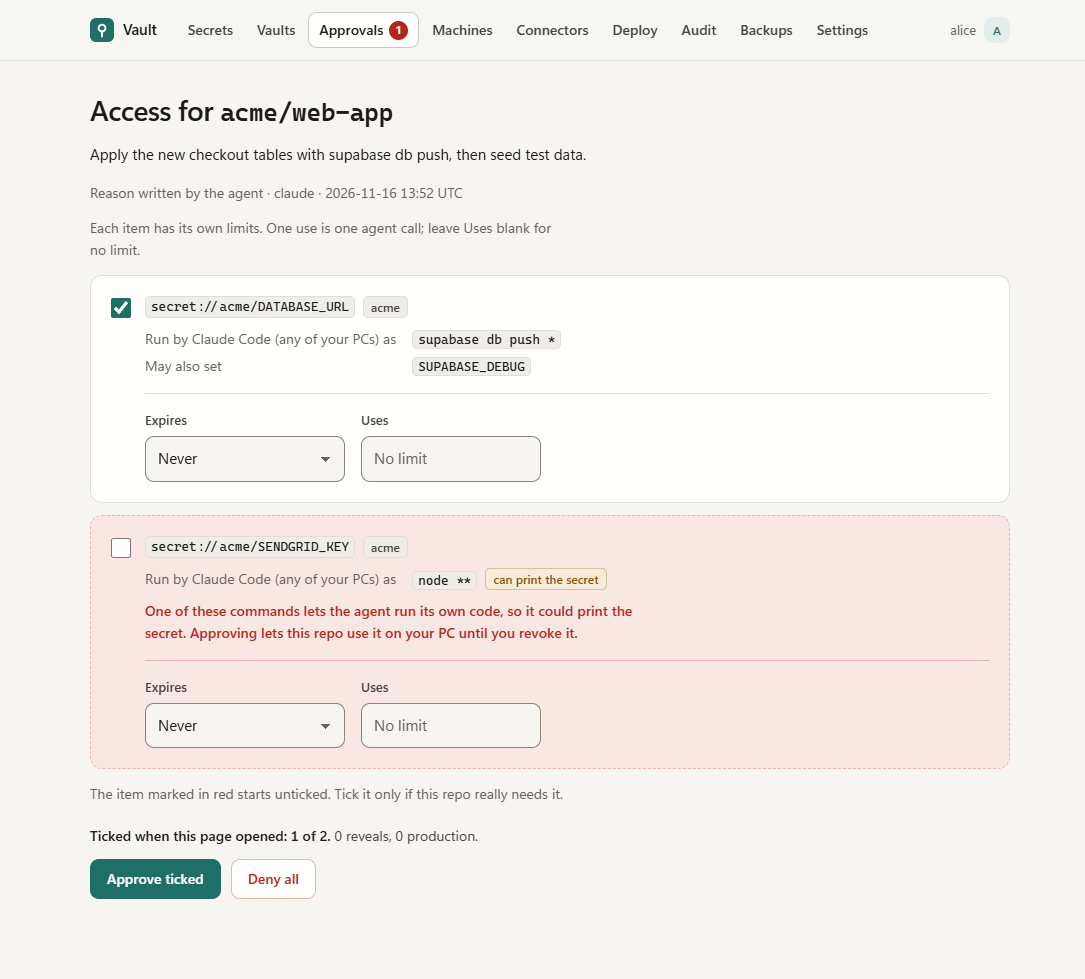 Vault Secrets Vaults Approvals 1 Machines Connectors Deploy Audit Backups Settings alice A
Access for acme/web-app
Apply the new checkout tables with supabase db push, then seed test data.
Reason written by the agent · claude · 2026-11-16 13:52 UTC
Each item has its own limits. One use is one agent call; leave Uses blank for
no limit.
secret://acme/DATABASE_URL acme
Run by Claude Code (any of your PCs) as supabase db push *
May also set SUPABASE_DEBUG
Expires Uses
Never No limit
secret://acme/SENDGRID_KEY acme
Run by Claude Code (any of your PCs) as node ** can print the secret
One of these commands lets the agent run its own code, so it could print the
secret. Approving lets this repo use it on your PC until you revoke it.
Expires Uses
Never No limit
The item marked in red starts unticked. Tick it only if this repo really needs it.
Ticked when this page opened: 1 of 2. 0 reveals, 0 production.
Approve ticked Deny all